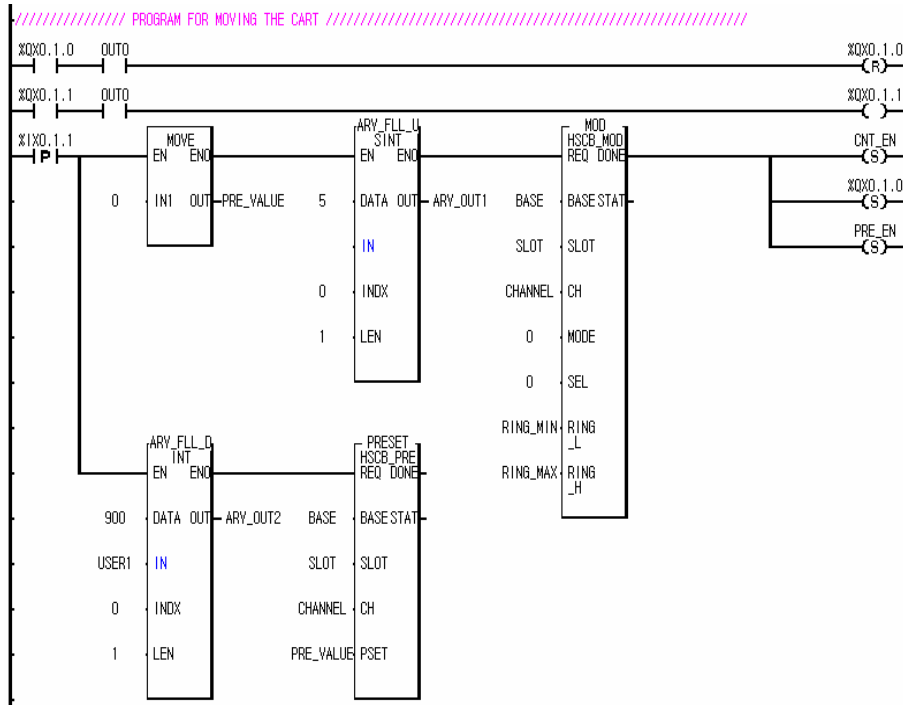 /////////////// PROGRAM FOR MOVING THE CART /////////////////////////////////////////////////////////////
%QX0.1.0 OUT0 %QX0.1.0
(R)
%QX0.1.1 OUT0 %QX0.1.1
( )
%IX0.1.1 MOVE ARY_FLL_U MOD CNT_EN
P EN ENO SINT HSCB_MOD (S)
EN ENO REQ DONE
%QX0.1.0
0 IN1 OUT PRE_VALUE 5 DATA OUT ARY_OUT1 BASE BASE STAT (S)
PRE_EN
IN SLOT SLOT (S)
0 INDX CHANNEL CH
1 LEN 0 MODE
0 SEL
RING_MIN RING
_L
ARY_FLL_D PRESET
INT HSCB_PRE
EN ENO REQ DONE RING_MAX RING
_H
900 DATA OUT ARY_OUT2 BASE BASE STAT
USER1 IN SLOT SLOT
0 INDX CHANNEL CH
1 LEN PRE_VALUE PSET